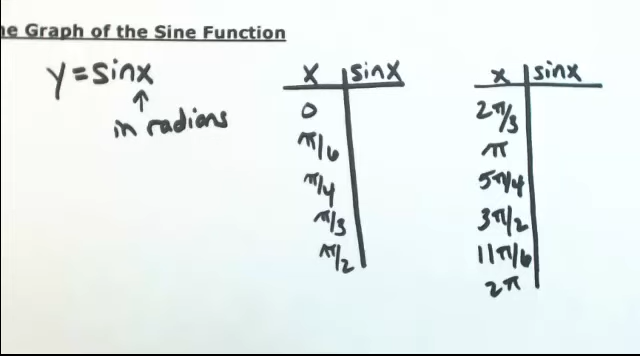 e Graph of the Sine Function
y = sinx
↑
in radians
x | sinx
0
π/6
π/4
π/3
π/2
x | sinx
2π/3
π
5π/4
3π/2
11π/6
2π